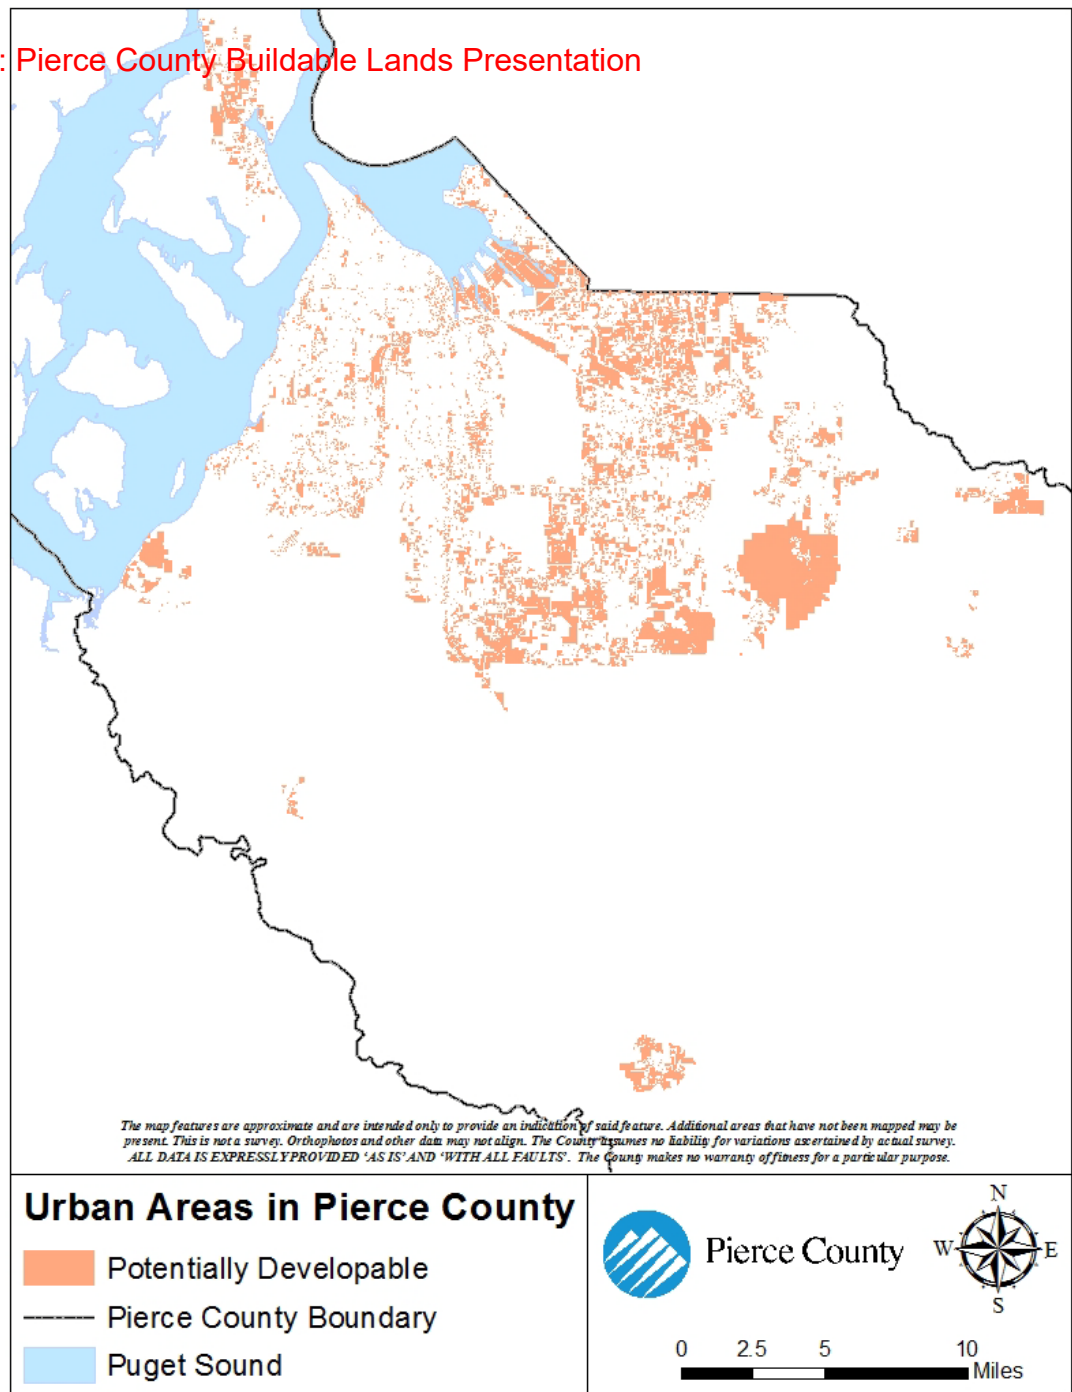 : Pierce County Buildable Lands Presentation
The map features are approximate and are intended only to provide an indication of said feature. Additional areas that have not been mapped may be
present. This is not a survey. Orthophotos and other data may not align. The County assumes no liability for variations ascertained by actual survey.
ALL DATA IS EXPRESSLY PROVIDED ‘AS IS’ AND ‘WITH ALL FAULTS’. The County makes no warranty of fitness for a particular purpose.
Urban Areas in Pierce County
Potentially Developable
Pierce County Boundary
Puget Sound
Pierce County
N
W E
S
0 2.5 5 10
Miles